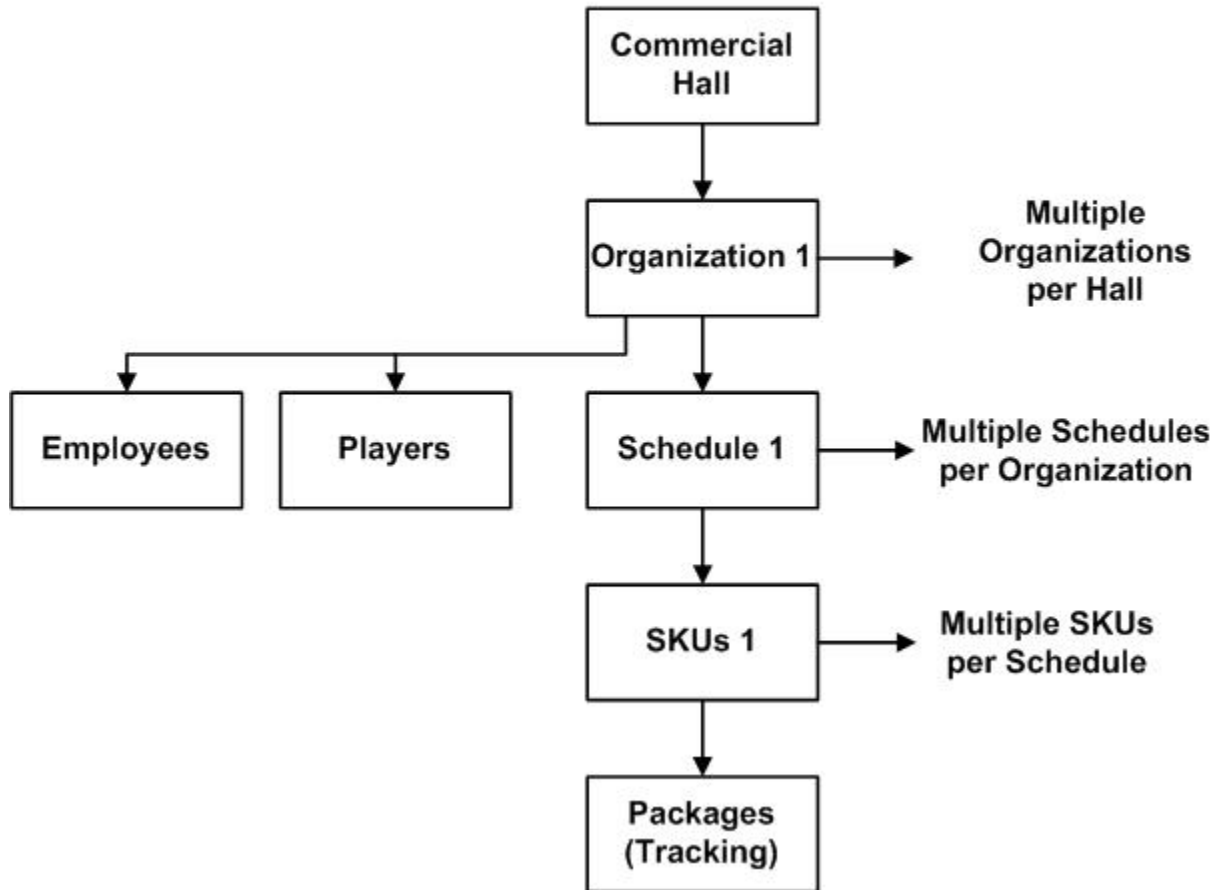 Commercial
Hall
Organization 1
Multiple
Organizations
per Hall
Employees
Players
Schedule 1
Multiple Schedules
per Organization
SKUs 1
Multiple SKUs
per Schedule
Packages
(Tracking)